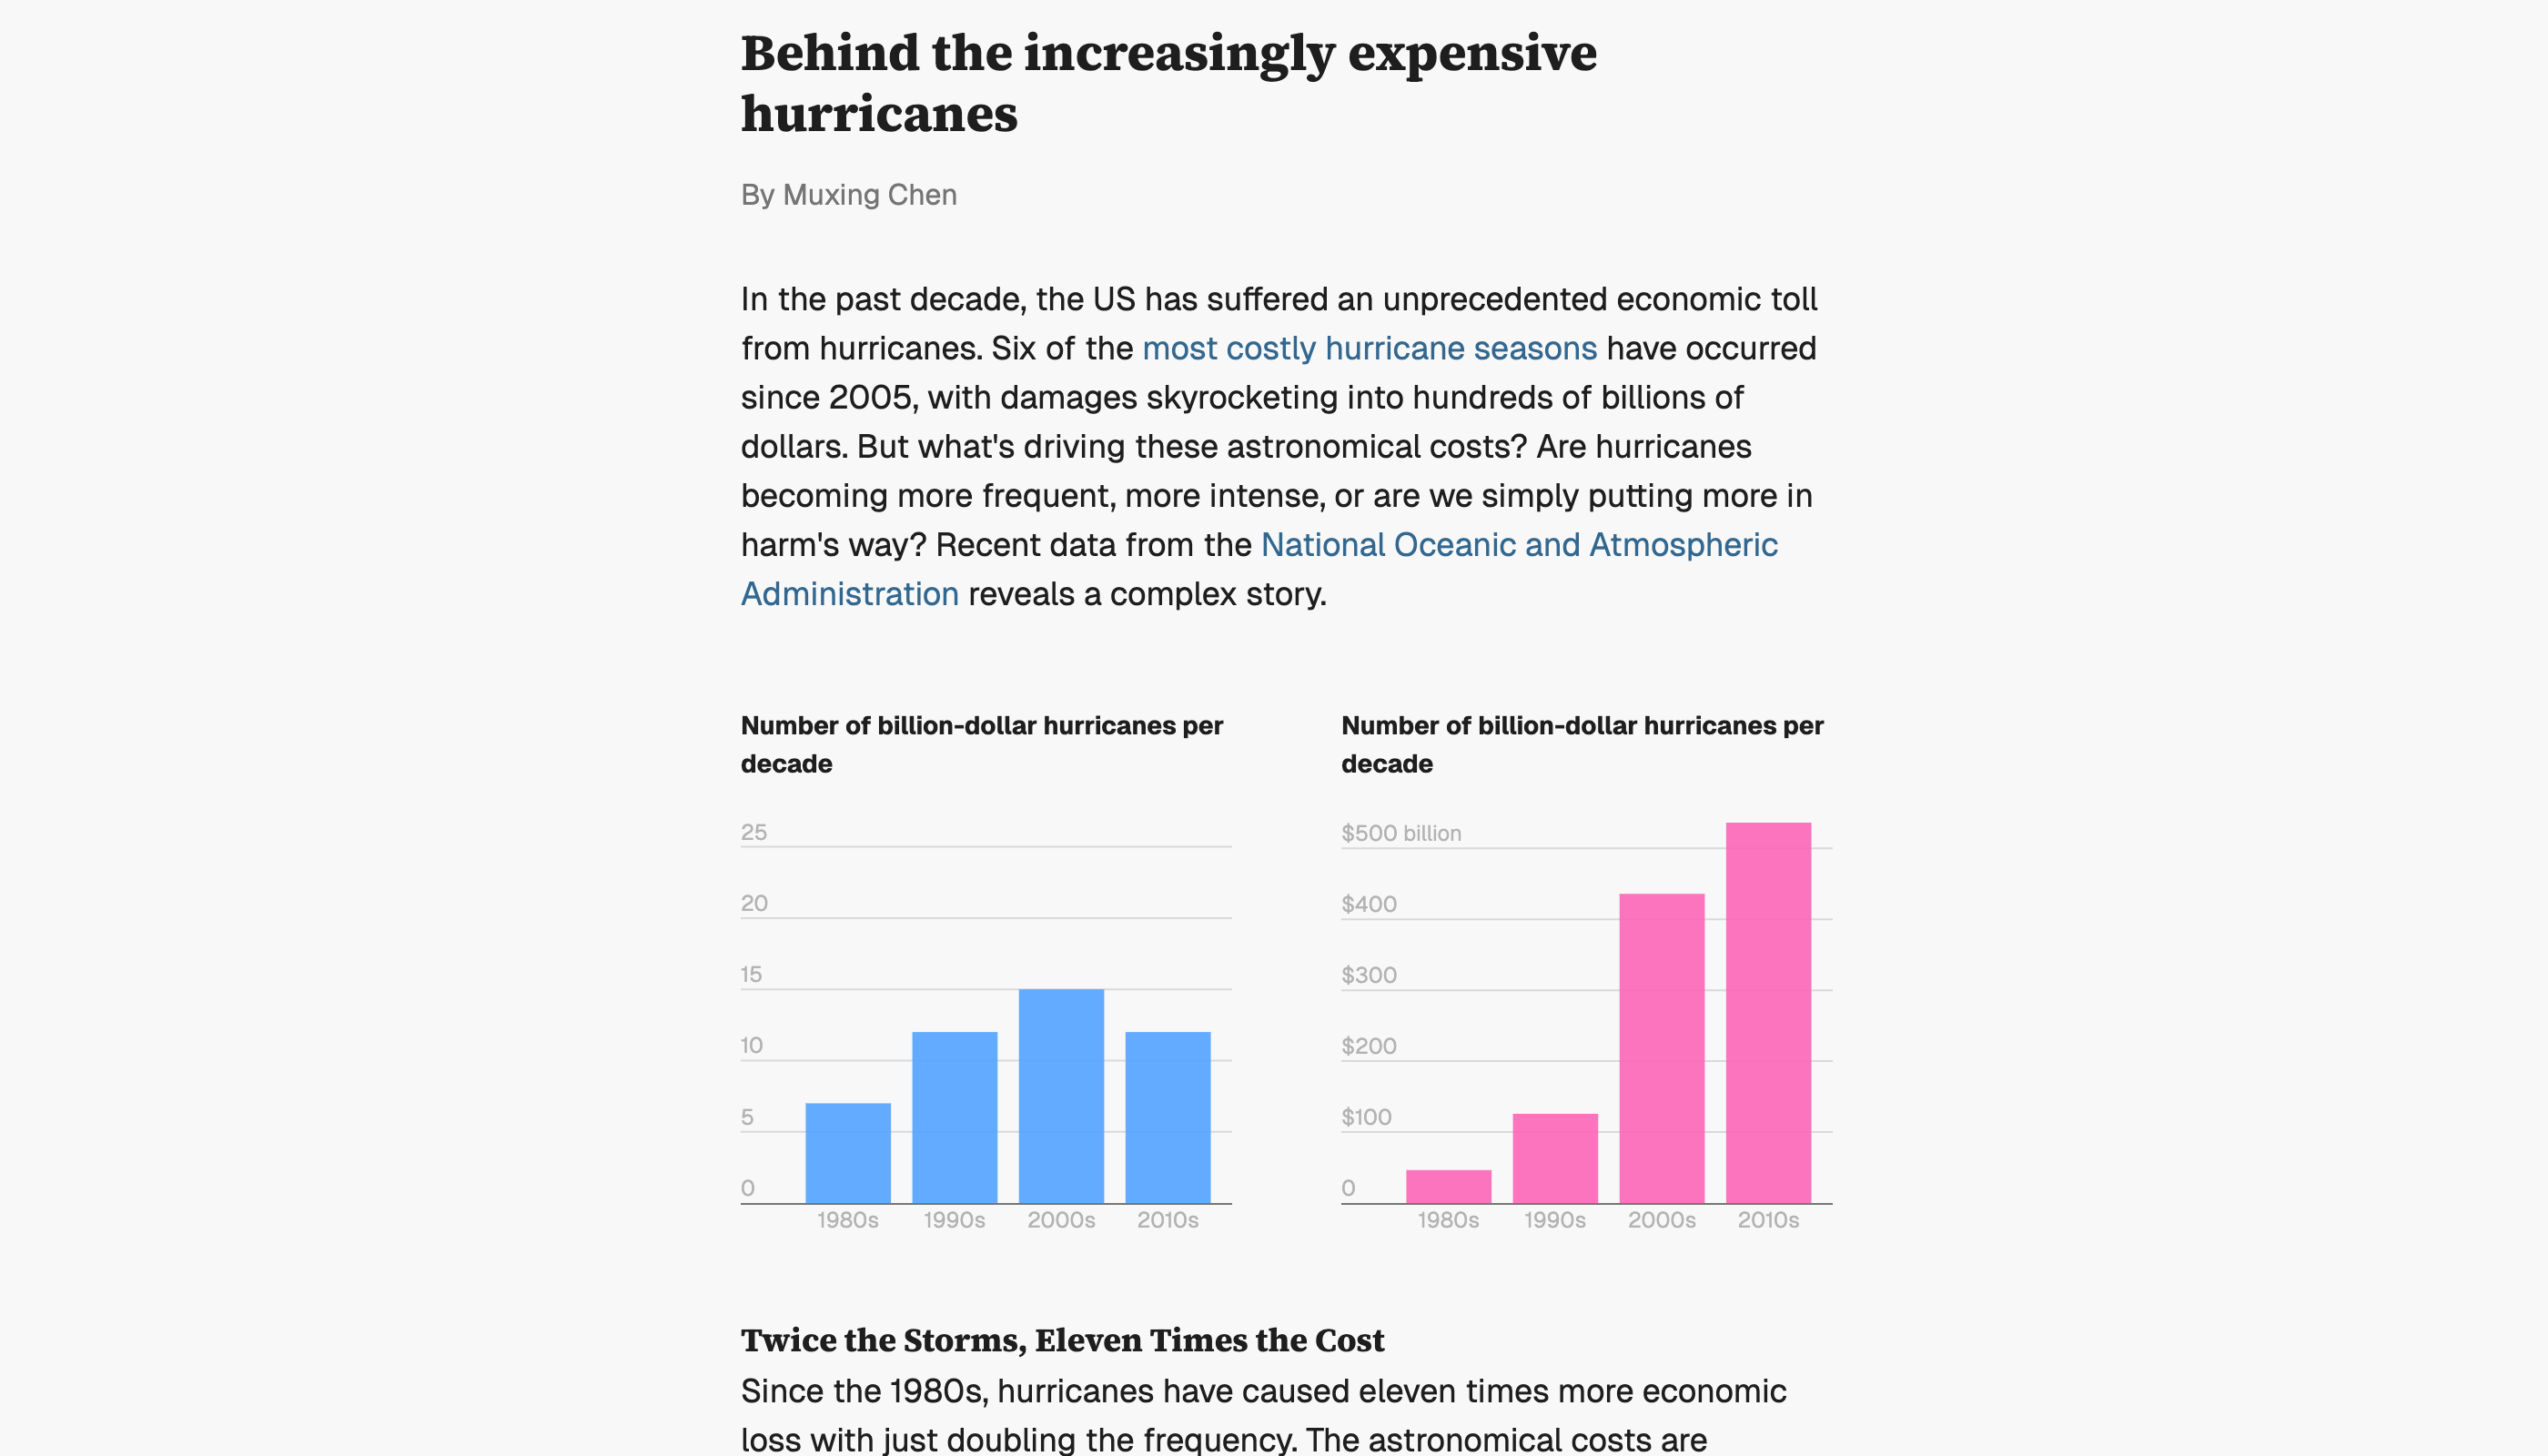 Behind the increasingly expensive
hurricanes
By Muxing Chen
In the past decade, the US has suffered an unprecedented economic toll
from hurricanes. Six of the most costly hurricane seasons have occurred
since 2005, with damages skyrocketing into hundreds of billions of
dollars. But what's driving these astronomical costs? Are hurricanes
becoming more frequent, more intense, or are we simply putting more in
harm's way? Recent data from the National Oceanic and Atmospheric
Administration reveals a complex story.
Number of billion-dollar hurricanes per
decade
25
20
15
10
5
0
1980s 1990s 2000s 2010s
Number of billion-dollar hurricanes per
decade
$500 billion
$400
$300
$200
$100
0
1980s 1990s 2000s 2010s
Twice the Storms, Eleven Times the Cost
Since the 1980s, hurricanes have caused eleven times more economic
loss with just doubling the frequency. The astronomical costs are